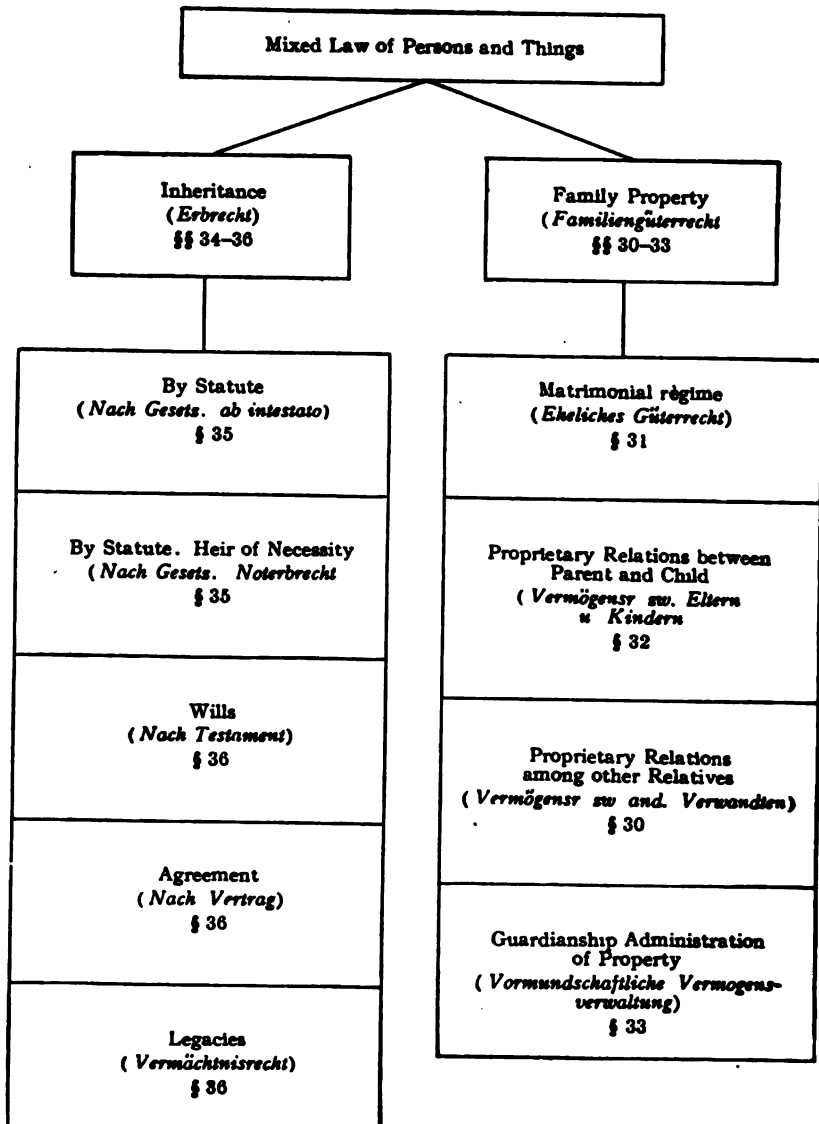 Mixed Law of Persons and Things
Inheritance
(Erbrecht)
§§ 34–36
Family Property
(Familiengüterrecht
§§ 30–33
By Statute
(Nach Gesets. ab intestato)
§ 35
By Statute. Heir of Necessity
(Nach Gesets. Noterbrecht
§ 35
Wills
(Nach Testament)
§ 36
Agreement
(Nach Vertrag)
§ 36
Legacies
(Vermächtnisrecht)
§ 36
Matrimonial règime
(Eheliches Güterrecht)
§ 31
Proprietary Relations between
Parent and Child
(Vermögensr sw. Eltern
u Kindern
§ 32
Proprietary Relations
among other Relatives
(Vermögensr sw and. Verwandten)
§ 30
Guardianship Administration
of Property
(Vormundschaftliche Vermogens-
verwaltung)
§ 33